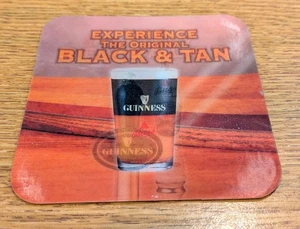 EXPERIENCE
THE ORIGINAL
BLACK & TAN
GUINNESS
GUINNESS